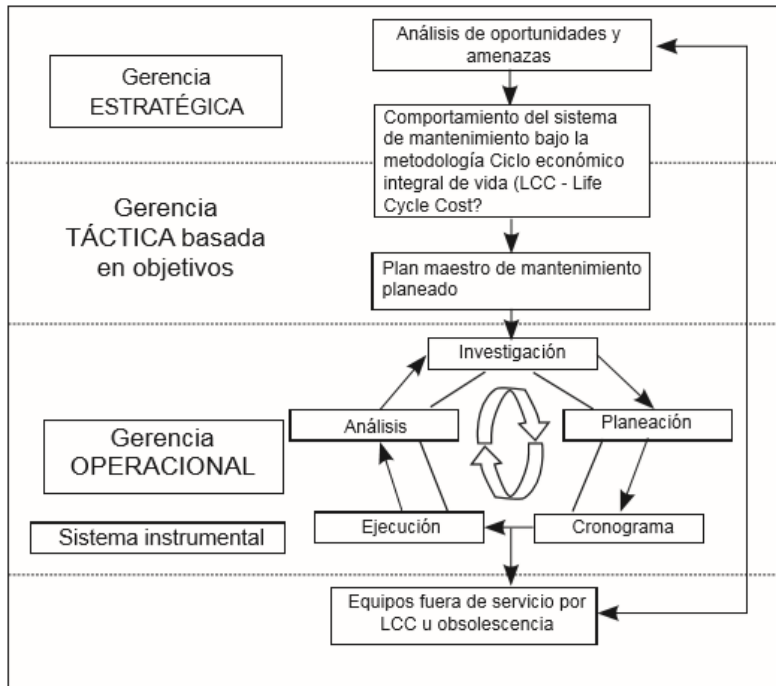 Análisis de oportunidades y
amenazas
Gerencia
ESTRATÉGICA
Comportamiento del sistema
de mantenimiento bajo la
metodología Ciclo económico
integral de vida (LCC - Life
Cycle Cost?
Gerencia
TÁCTICA basada
en objetivos
Plan maestro de mantenimiento
planeado
Investigación
Análisis
Planeación
Gerencia
OPERACIONAL
Ejecución
Cronograma
Sistema instrumental
Equipos fuera de servicio por
LCC u obsolescencia